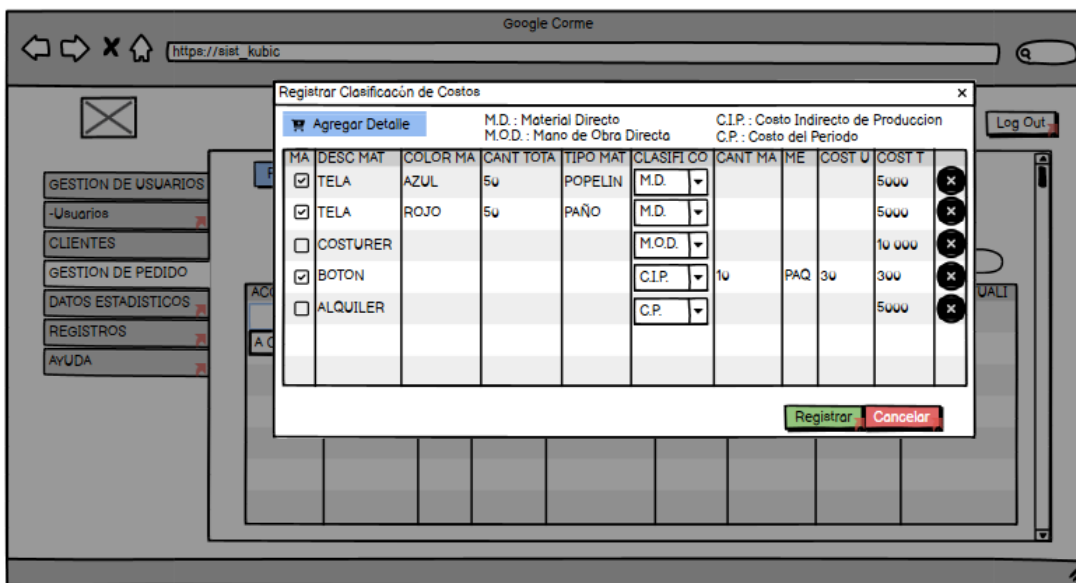 Google Corme
https://sist_kubic
Registrar Clasificacón de Costos
Agregar Detalle
M.D. : Material Directo
M.O.D. : Mano de Obra Directa
C.I.P. : Costo Indirecto de Produccion
C.P. : Costo del Periodo
Log Out
MA DESC MAT COLOR MA CANT TOTA TIPO MAT CLASIFI CO CANT MA ME COST U COST T
TELA AZUL 50 POPELIN M.D. 5000
TELA ROJO 50 PAÑO M.D. 5000
COSTURER M.O.D. 10 000
BOTON C.I.P. 10 PAQ 30 300
ALQUILER C.P. 5000
Registrar Cancelar
GESTION DE USUARIOS
-Usuarios
CLIENTES
GESTION DE PEDIDO
DATOS ESTADISTICOS
REGISTROS
AYUDA
UALI